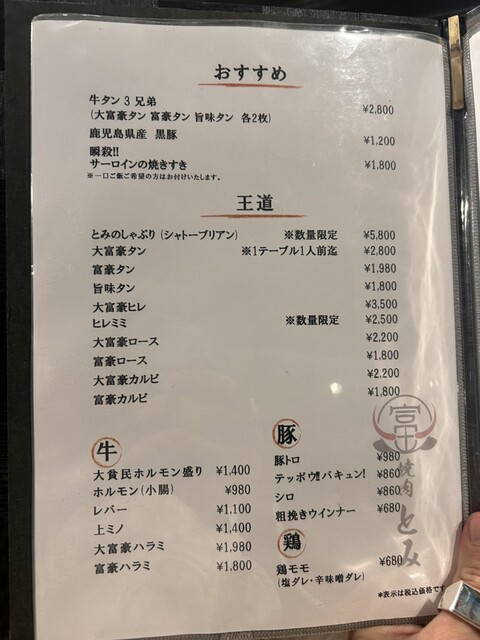 おすすめ
牛タン 3 兄弟
(大富豪タン 富豪タン 旨味タン 各2枚) ¥2,800
鹿児島県産 黒豚 ¥1,200
瞬殺!!
サーロインの焼きすき ¥1,800
※一口ご飯ご希望の方はお付けいたします。
王道
とみのしゃぶり (シャトーブリアン) ※数量限定 ¥5,800
大富豪タン ※1テーブル1人前迄 ¥2,800
富豪タン ¥1,980
旨味タン ¥1,800
大富豪ヒレ ¥3,500
ヒレミミ ※数量限定 ¥2,500
大富豪ロース ¥2,200
富豪ロース ¥1,800
大富豪カルビ ¥2,200
富豪カルビ ¥1,800
牛
大貧民ホルモン盛り ¥1,400
ホルモン(小腸) ¥980
レバー ¥1,100
上ミノ ¥1,400
大富豪ハラミ ¥1,980
富豪ハラミ ¥1,800
豚
豚トロ ¥980
テッポウ!!バキュン! ¥860
シロ ¥860
粗挽きウインナー ¥680
鶏
鶏モモ ¥680
(塩ダレ・辛味噌ダレ)
富
焼肉とみ
*表示は税込価格です